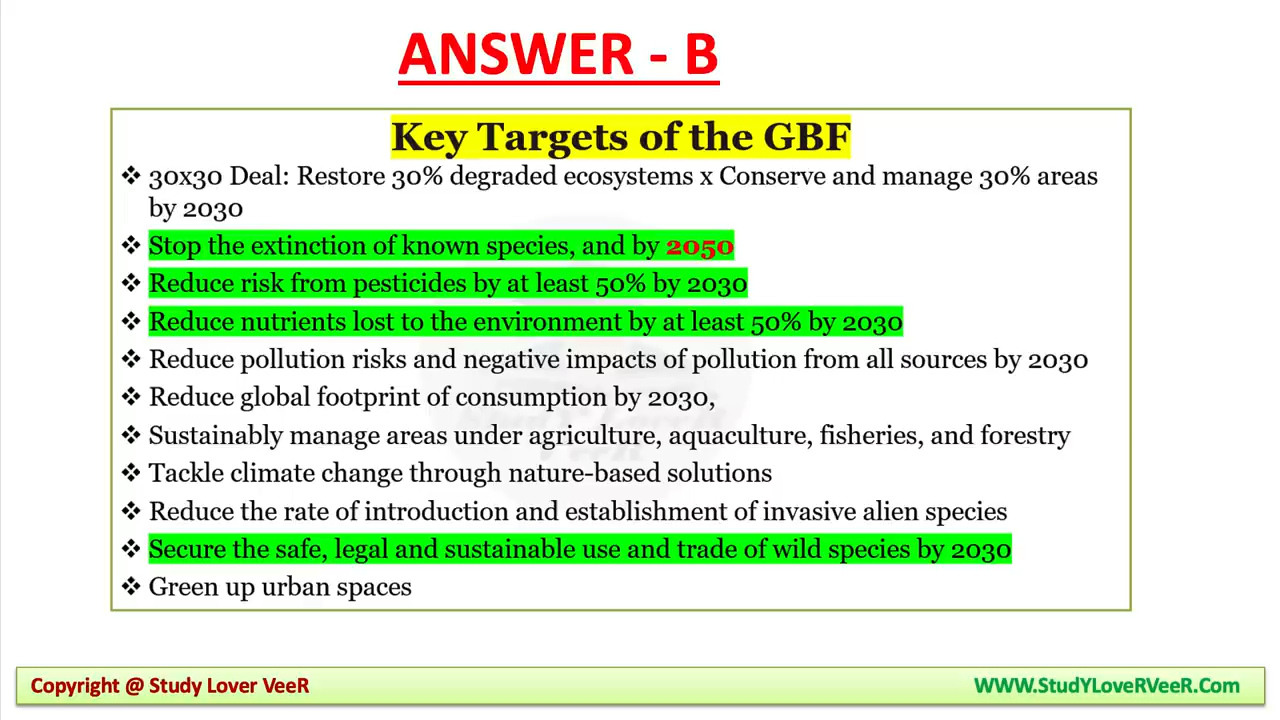 ANSWER - B
Key Targets of the GBF
❖ 30x30 Deal: Restore 30% degraded ecosystems x Conserve and manage 30% areas
by 2030
❖ Stop the extinction of known species, and by 2050
❖ Reduce risk from pesticides by at least 50% by 2030
❖ Reduce nutrients lost to the environment by at least 50% by 2030
❖ Reduce pollution risks and negative impacts of pollution from all sources by 2030
❖ Reduce global footprint of consumption by 2030,
❖ Sustainably manage areas under agriculture, aquaculture, fisheries, and forestry
❖ Tackle climate change through nature-based solutions
❖ Reduce the rate of introduction and establishment of invasive alien species
❖ Secure the safe, legal and sustainable use and trade of wild species by 2030
❖ Green up urban spaces
Copyright @ Study Lover VeeR
WWW.StudYLoveRVeeR.Com